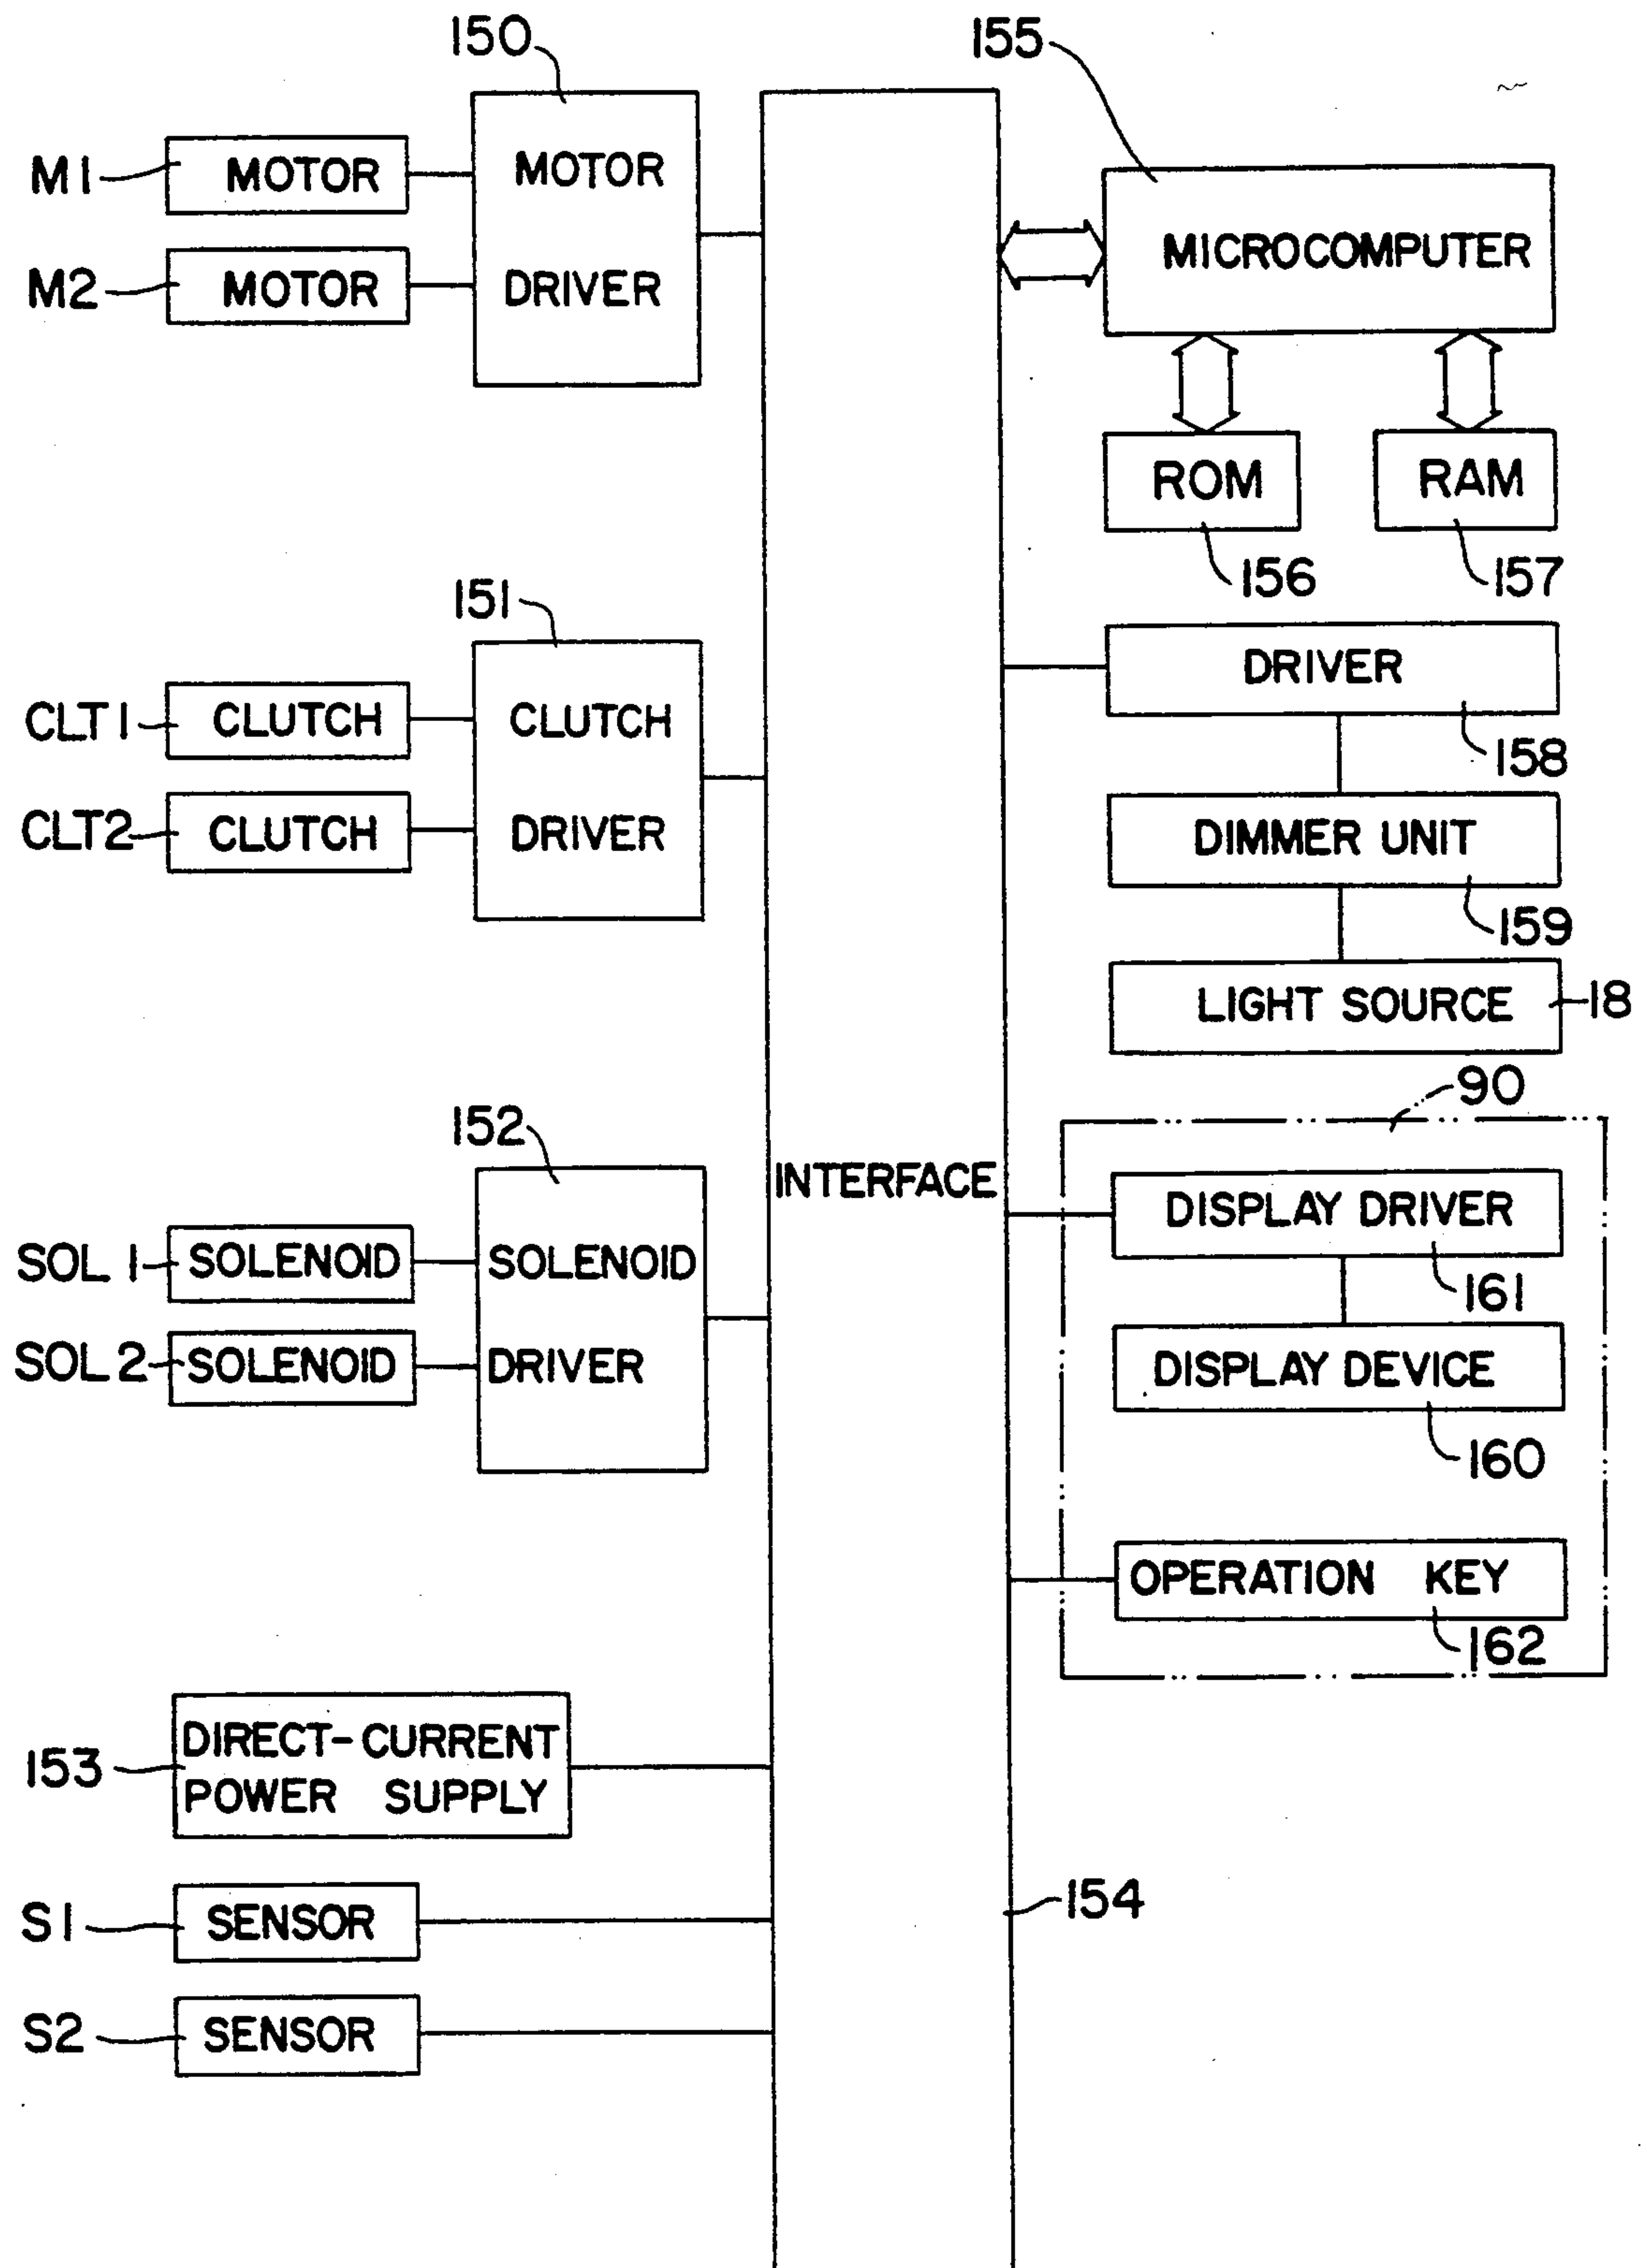 150
155
M1
MOTOR
MOTOR
DRIVER
M2
MOTOR
MICROCOMPUTER
ROM
RAM
156
157
151
CLT1
CLUTCH
CLUTCH
DRIVER
CLT2
CLUTCH
DRIVER
158
DIMMER UNIT
159
LIGHT SOURCE
18
90
152
INTERFACE
SOL 1
SOLENOID
SOLENOID
DRIVER
SOL 2
SOLENOID
DISPLAY DRIVER
161
DISPLAY DEVICE
160
OPERATION KEY
162
153
DIRECT-CURRENT
POWER SUPPLY
S1
SENSOR
154
S2
SENSOR